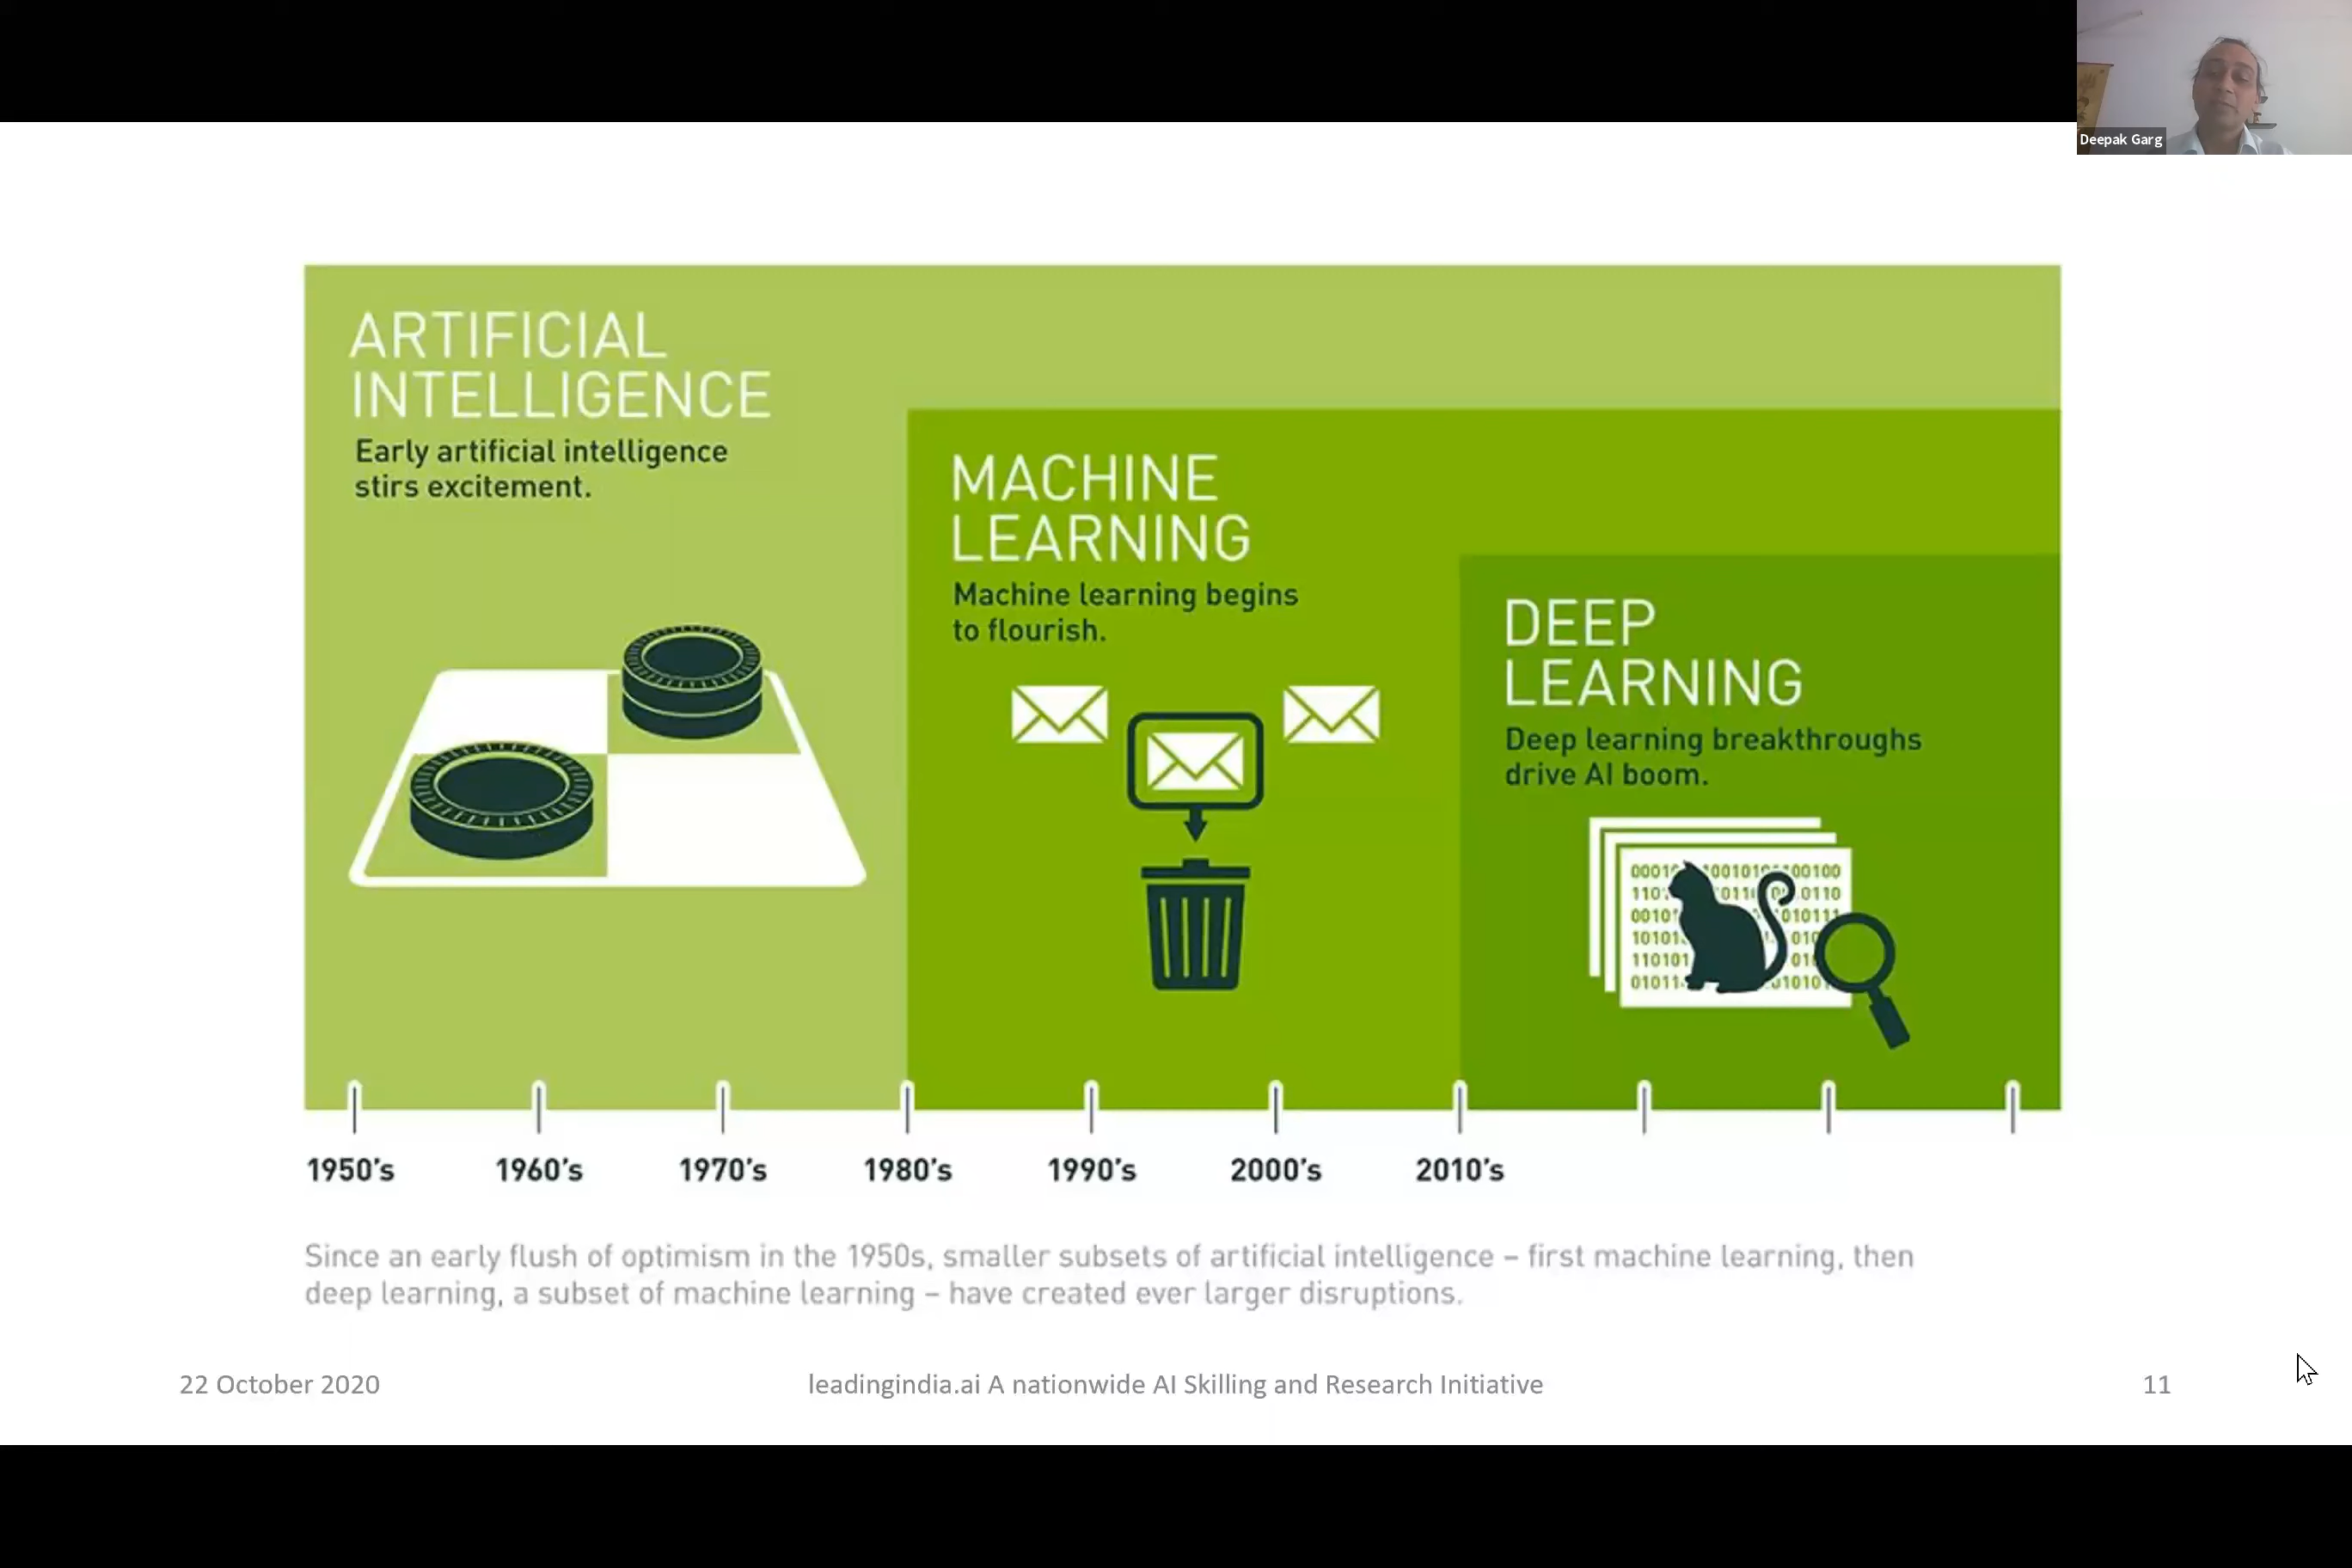 Deepak Garg
ARTIFICIAL
INTELLIGENCE
Early artificial intelligence
stirs excitement.
MACHINE
LEARNING
Machine learning begins
to flourish.
DEEP
LEARNING
Deep learning breakthroughs
drive AI boom.
1950's 1960's 1970's 1980's 1990's 2000's 2010's
Since an early flush of optimism in the 1950s, smaller subsets of artificial intelligence – first machine learning, then
deep learning, a subset of machine learning – have created ever larger disruptions.
22 October 2020 leadingindia.ai A nationwide AI Skilling and Research Initiative 11